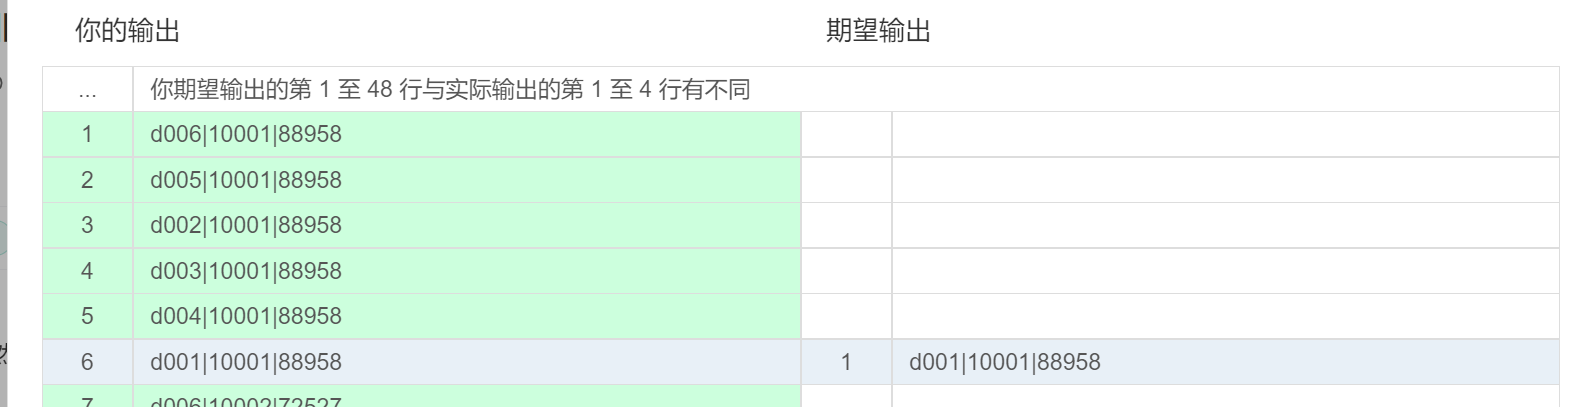 你的输出 期望输出
... 你期望输出的第 1 至 48 行与实际输出的第 1 至 4 行有不同
1 d006|10001|88958
2 d005|10001|88958
3 d002|10001|88958
4 d003|10001|88958
5 d004|10001|88958
6 d001|10001|88958 1 d001|10001|88958
7 d006|10002|72527